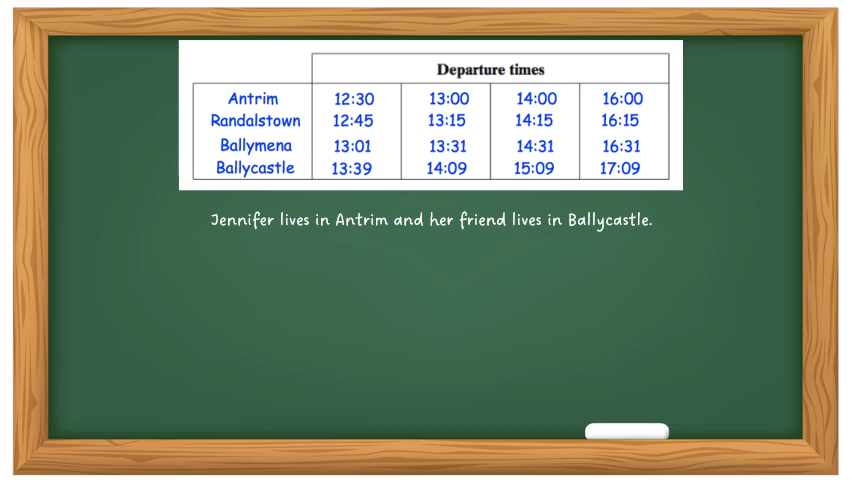 Departure times
Antrim 12:30 13:00 14:00 16:00
Randalstown 12:45 13:15 14:15 16:15
Ballymena 13:01 13:31 14:31 16:31
Ballycastle 13:39 14:09 15:09 17:09
Jennifer lives in Antrim and her friend lives in Ballycastle.